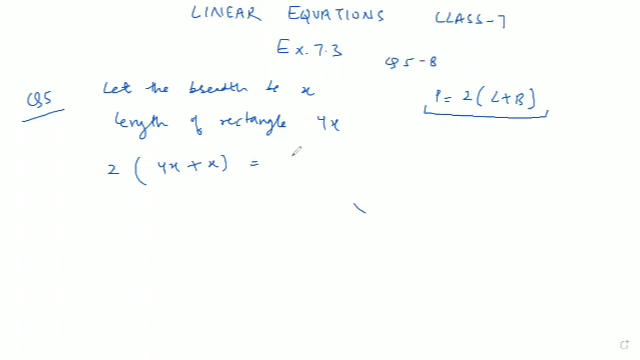 LINEAR EQUATIONS CLASS-7
Ex. 7.3
Q5-8
Q5 Let the breadth be x
P = 2 ( L+B )
length of rectangle 4x
2 ( 4x + x ) =